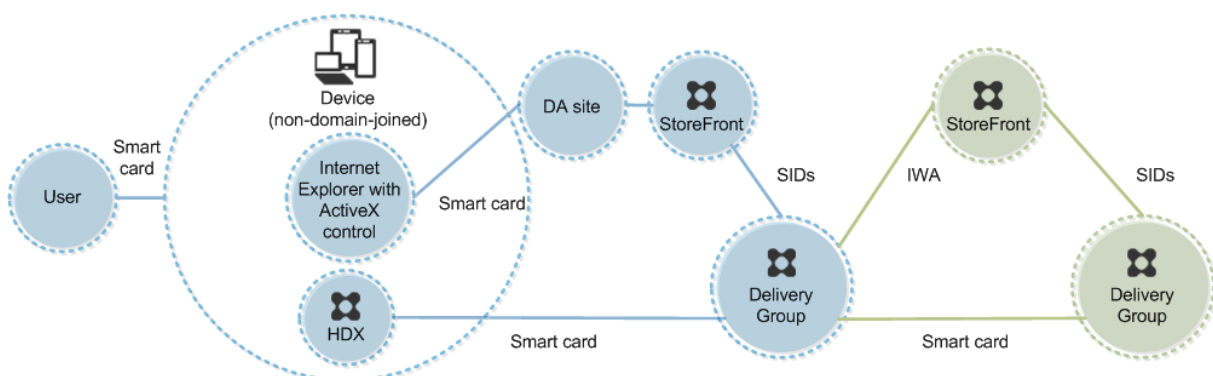 User
Smart
card
Device
(non-domain-joined)
Internet
Explorer with
ActiveX
control
HDX
Smart card
DA site
StoreFront
SIDs
Smart card
Delivery
Group
IWA
StoreFront
SIDs
Smart card
Delivery
Group